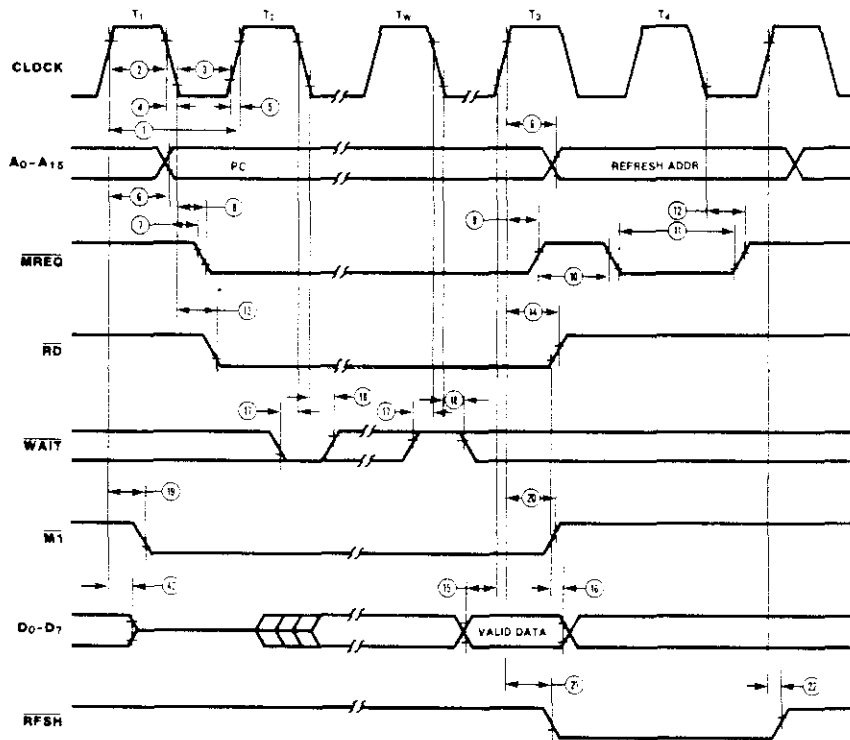 T1 T2 TW T3 T4
CLOCK
2 3
4 5
1
6
A0–A15 PC REFRESH ADDR
6 8 12
7 9 11
MREQ
10
13 14
RD
17 18 17 18
WAIT
19 20
M1
15 16
D0–D7 VALID DATA
21 22
RFSH